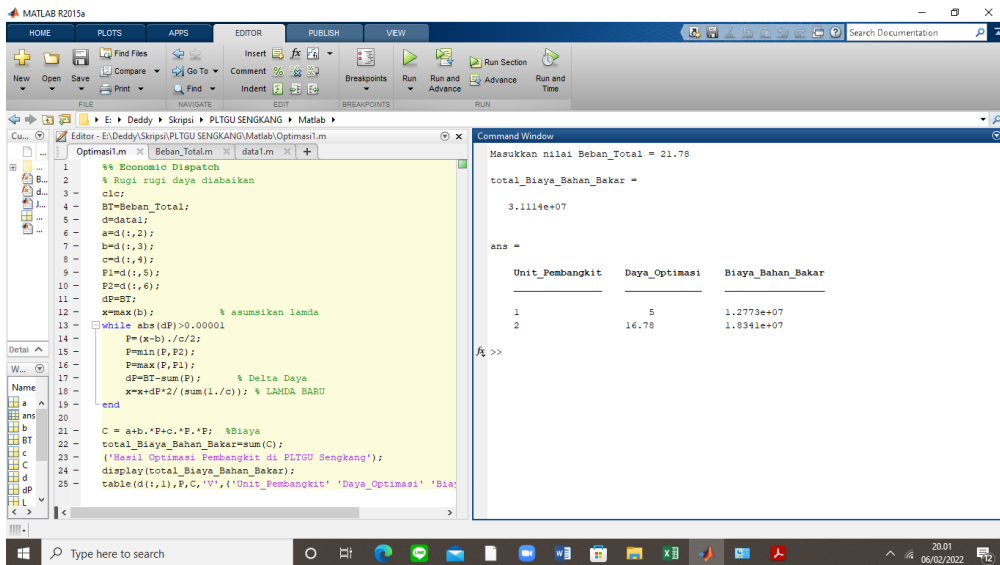 MATLAB R2015a
HOME PLOTS APPS EDITOR PUBLISH VIEW
Search Documentation
New Open Save
Find Files
Compare
Print
Go To
Find
Insert
Comment
Indent
Breakpoints
Run
Run and Advance
Run Section
Advance
Run and Time
FILE NAVIGATE EDIT BREAKPOINTS RUN
E: Deddy Skripsi PLTGU SENGKANG Matlab
Cu...
Editor - E:\Deddy\Skripsi\PLTGU SENGKANG\Matlab\Optimasi1.m
Optimasi1.m Beban_Total.m data1.m +
...
...
B...
d...
J...
...
...
Detai
W...
Name
a
ans
b
BT
c
C
d
dP
L
1 %% Economic Dispatch
2 % Rugi rugi daya diabaikan
3 - clc;
4 - BT=Beban_Total;
5 - d=data1;
6 - a=d(:,2);
7 - b=d(:,3);
8 - c=d(:,4);
9 - P1=d(:,5);
10 - P2=d(:,6);
11 - dP=BT;
12 - x=max(b); % asumsikan lamda
13 - while abs(dP)>0.00001
14 - P=(x-b)./c/2;
15 - P=min(P,P2);
16 - P=max(P,P1);
17 - dP=BT-sum(P); % Delta Daya
18 - x=x+dP*2/(sum(1./c)); % LAMDA BARU
19 - end
20
21 - C = a+b.*P+c.*P.*P; %Biaya
22 - total_Biaya_Bahan_Bakar=sum(C);
23 - ('Hasil Optimasi Pembangkit di PLTGU Sengkang');
24 - display(total_Biaya_Bahan_Bakar);
25 - table(d(:,1),P,C,'V',{'Unit_Pembangkit' 'Daya_Optimasi' 'Biay
Command Window
Masukkan nilai Beban_Total = 21.78
total_Biaya_Bahan_Bakar =
3.1114e+07
ans =
Unit_Pembangkit Daya_Optimasi Biaya_Bahan_Bakar
1 5 1.2773e+07
2 16.78 1.8341e+07
fx >>
Type here to search
20.01
06/02/2022
12